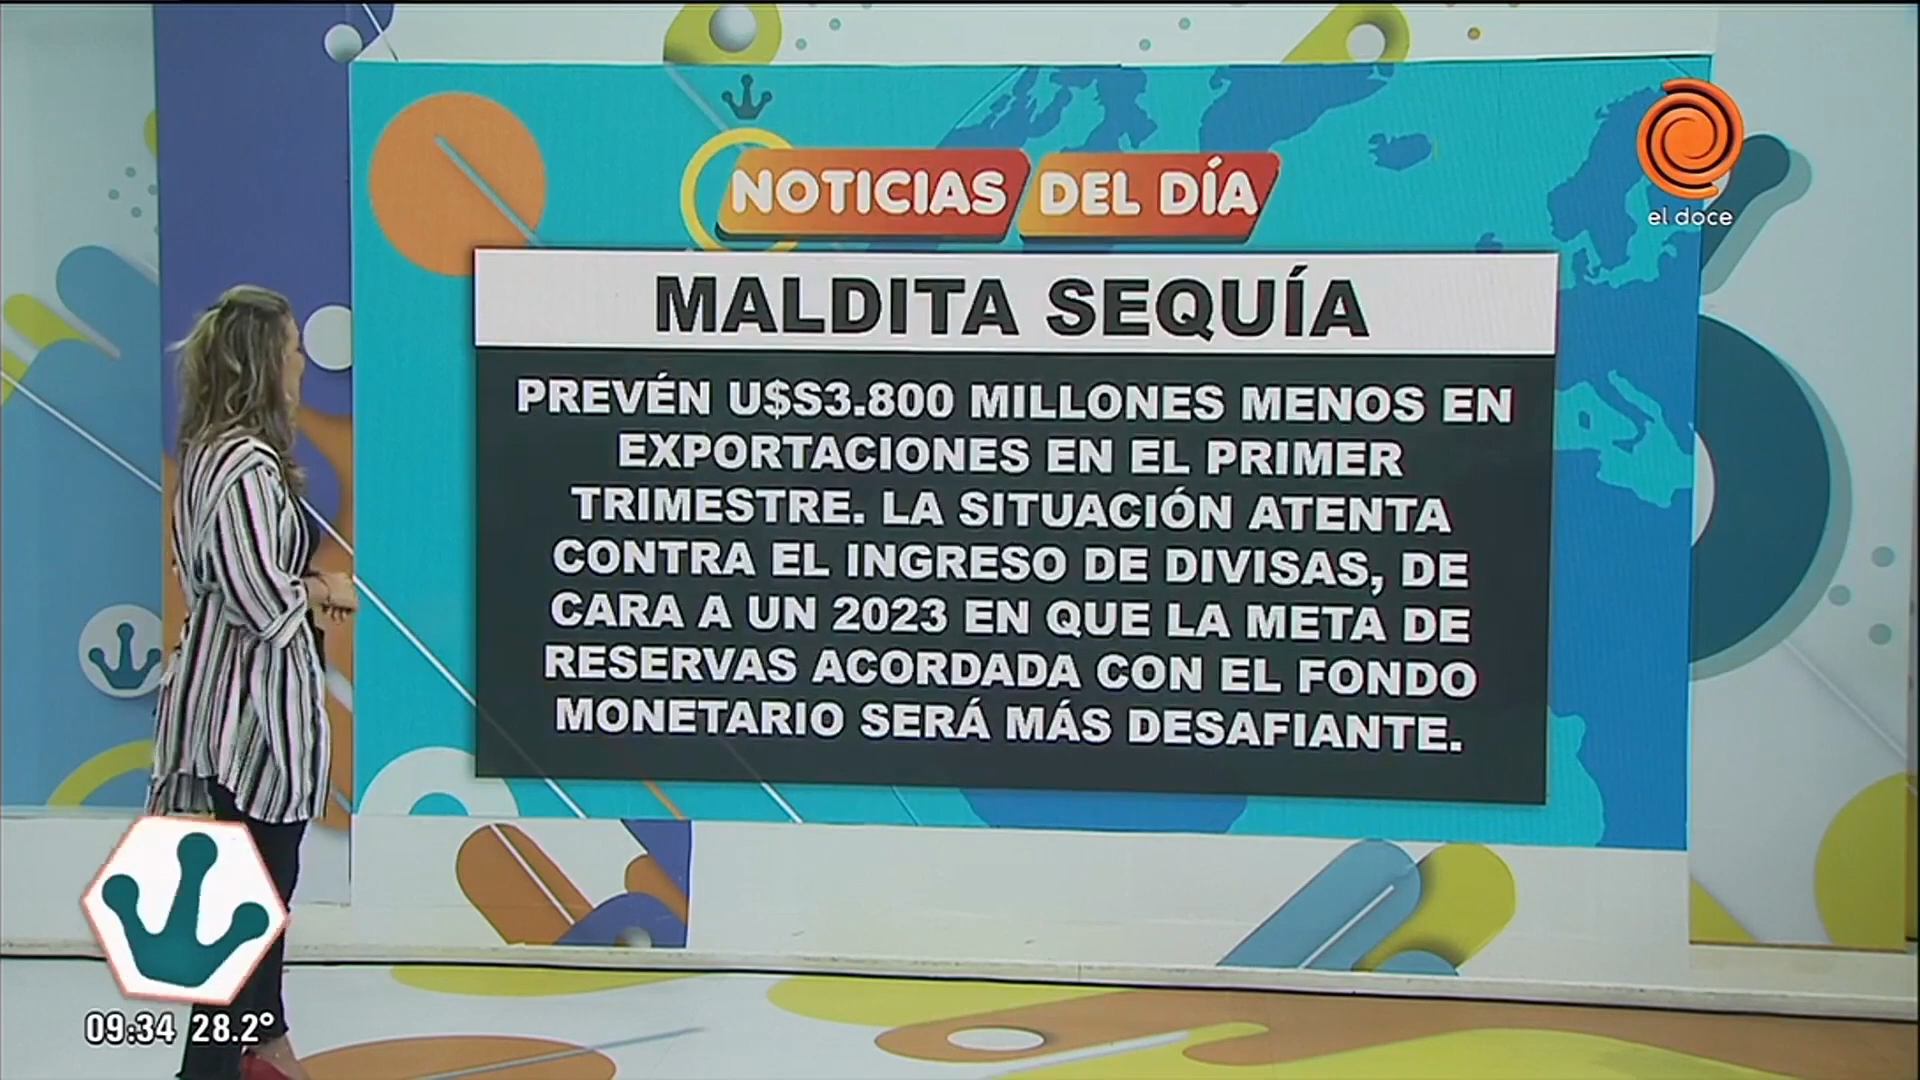 NOTICIAS DEL DÍA
el doce
MALDITA SEQUÍA
PREVÉN U$S3.800 MILLONES MENOS EN
EXPORTACIONES EN EL PRIMER
TRIMESTRE. LA SITUACIÓN ATENTA
CONTRA EL INGRESO DE DIVISAS, DE
CARA A UN 2023 EN QUE LA META DE
RESERVAS ACORDADA CON EL FONDO
MONETARIO SERÁ MÁS DESAFIANTE.
09:34 28.2°